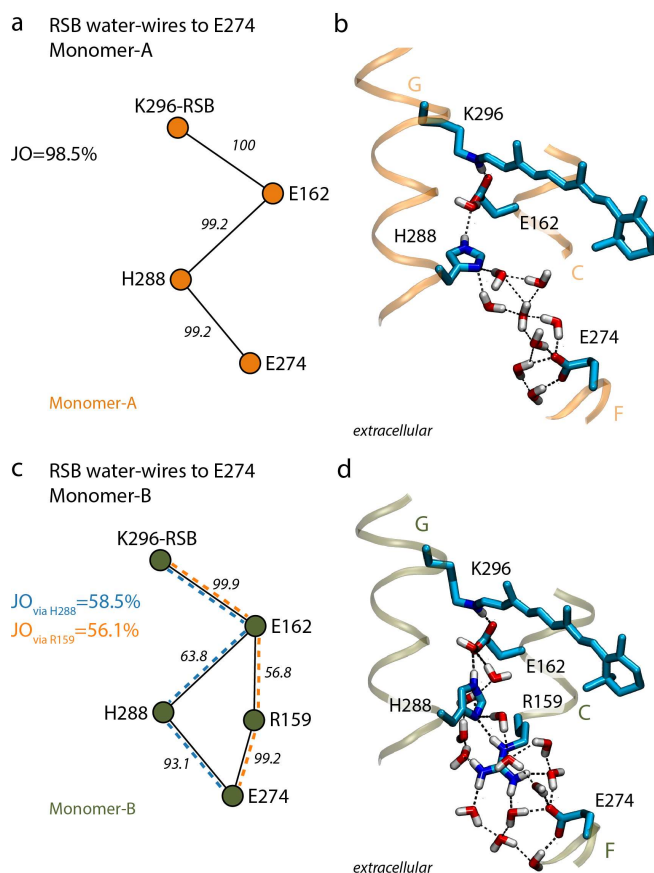 a RSB water-wires to E274
Monomer-A
K296-RSB
100
JO=98.5%
E162
99.2
H288
99.2
E274
Monomer-A
b
G
K296
E162
H288
C
E274
F
extracellular
c RSB water-wires to E274
Monomer-B
K296-RSB
99.9
JOvia H288=58.5%
JOvia R159=56.1%
E162
63.8
56.8
H288
R159
93.1
99.2
E274
Monomer-B
d
G
K296
E162
R159
H288
C
E274
F
extracellular